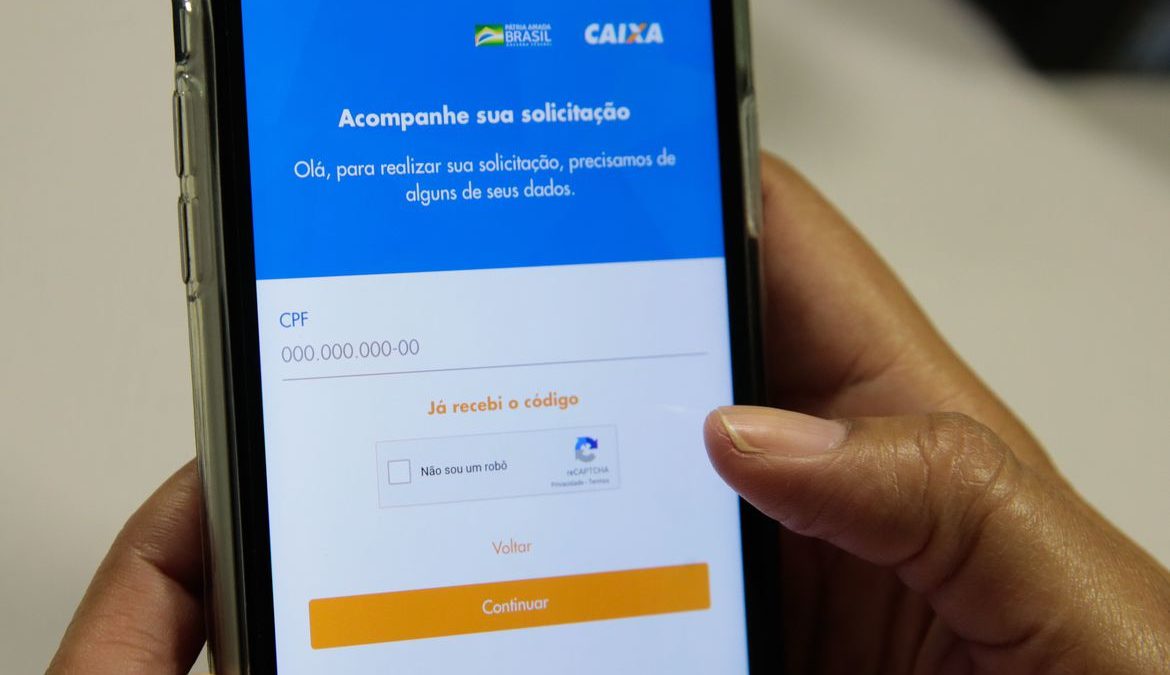 PÁTRIA AMADA
BRASIL
GOVERNO FEDERAL
CAIXA
Acompanhe sua solicitação
Olá, para realizar sua solicitação, precisamos de
alguns de seus dados.
CPF
000.000.000-00
Já recebi o código
Não sou um robô
reCAPTCHA
Privacidade - Termos
Voltar
Continuar